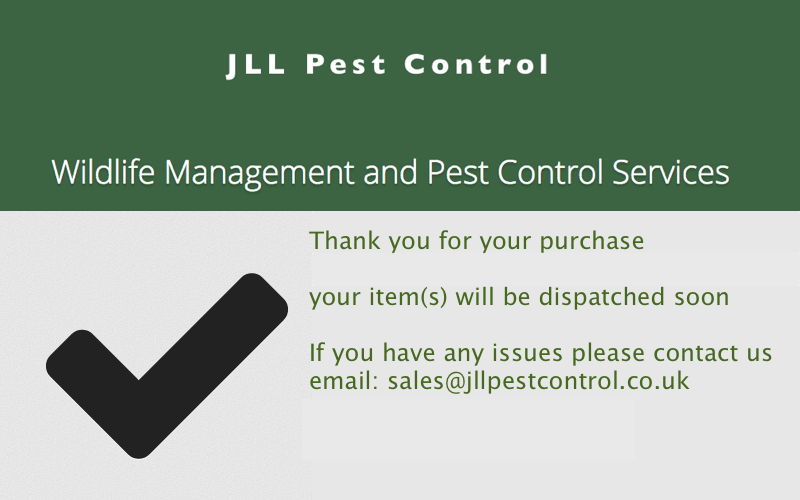 JLL Pest Control
Wildlife Management and Pest Control Services
Thank you for your purchase
your item(s) will be dispatched soon
If you have any issues please contact us
email: sales@jllpestcontrol.co.uk